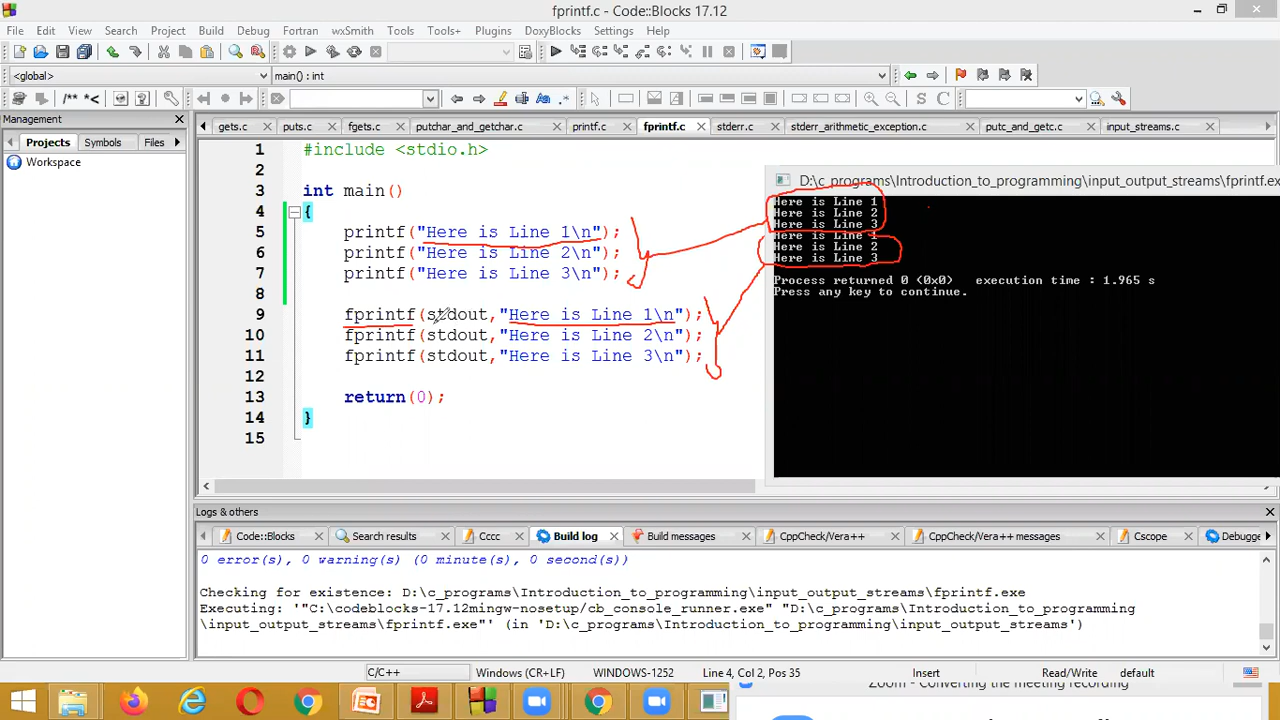 fprintf.c - Code::Blocks 17.12
File Edit View Search Project Build Debug Fortran wxSmith Tools Tools+ Plugins DoxyBlocks Settings Help
<global> main() : int
/** *< S C
Management
gets.c puts.c fgets.c putchar_and_getchar.c printf.c fprintf.c stderr.c stderr_arithmetic_exception.c putc_and_getc.c input_streams.c
Projects Symbols Files
Workspace
1 #include <stdio.h>
2
3 int main()
4 {
5 printf("Here is Line 1\n");
6 printf("Here is Line 2\n");
7 printf("Here is Line 3\n");
8
9 fprintf(stdout,"Here is Line 1\n");
10 fprintf(stdout,"Here is Line 2\n");
11 fprintf(stdout,"Here is Line 3\n");
12
13 return(0);
14 }
15
D:\c_programs\Introduction_to_programming\input_output_streams\fprintf.ex
Here is Line 1
Here is Line 2
Here is Line 3
Here is Line 1
Here is Line 2
Here is Line 3
Process returned 0 (0x0) execution time : 1.965 s
Press any key to continue.
Logs & others
Code::Blocks Search results Cccc Build log Build messages CppCheck/Vera++ CppCheck/Vera++ messages Cscope Debugge
0 error(s), 0 warning(s) (0 minute(s), 0 second(s))
Checking for existence: D:\c_programs\Introduction_to_programming\input_output_streams\fprintf.exe
Executing: '"C:\codeblocks-17.12mingw-nosetup/cb_console_runner.exe" "D:\c_programs\Introduction_to_programming
\input_output_streams\fprintf.exe"' (in 'D:\c_programs\Introduction_to_programming\input_output_streams')
C/C++ Windows (CR+LF) WINDOWS-1252 Line 4, Col 2, Pos 35 Insert Read/Write default
Zoom - Converting the meeting recording